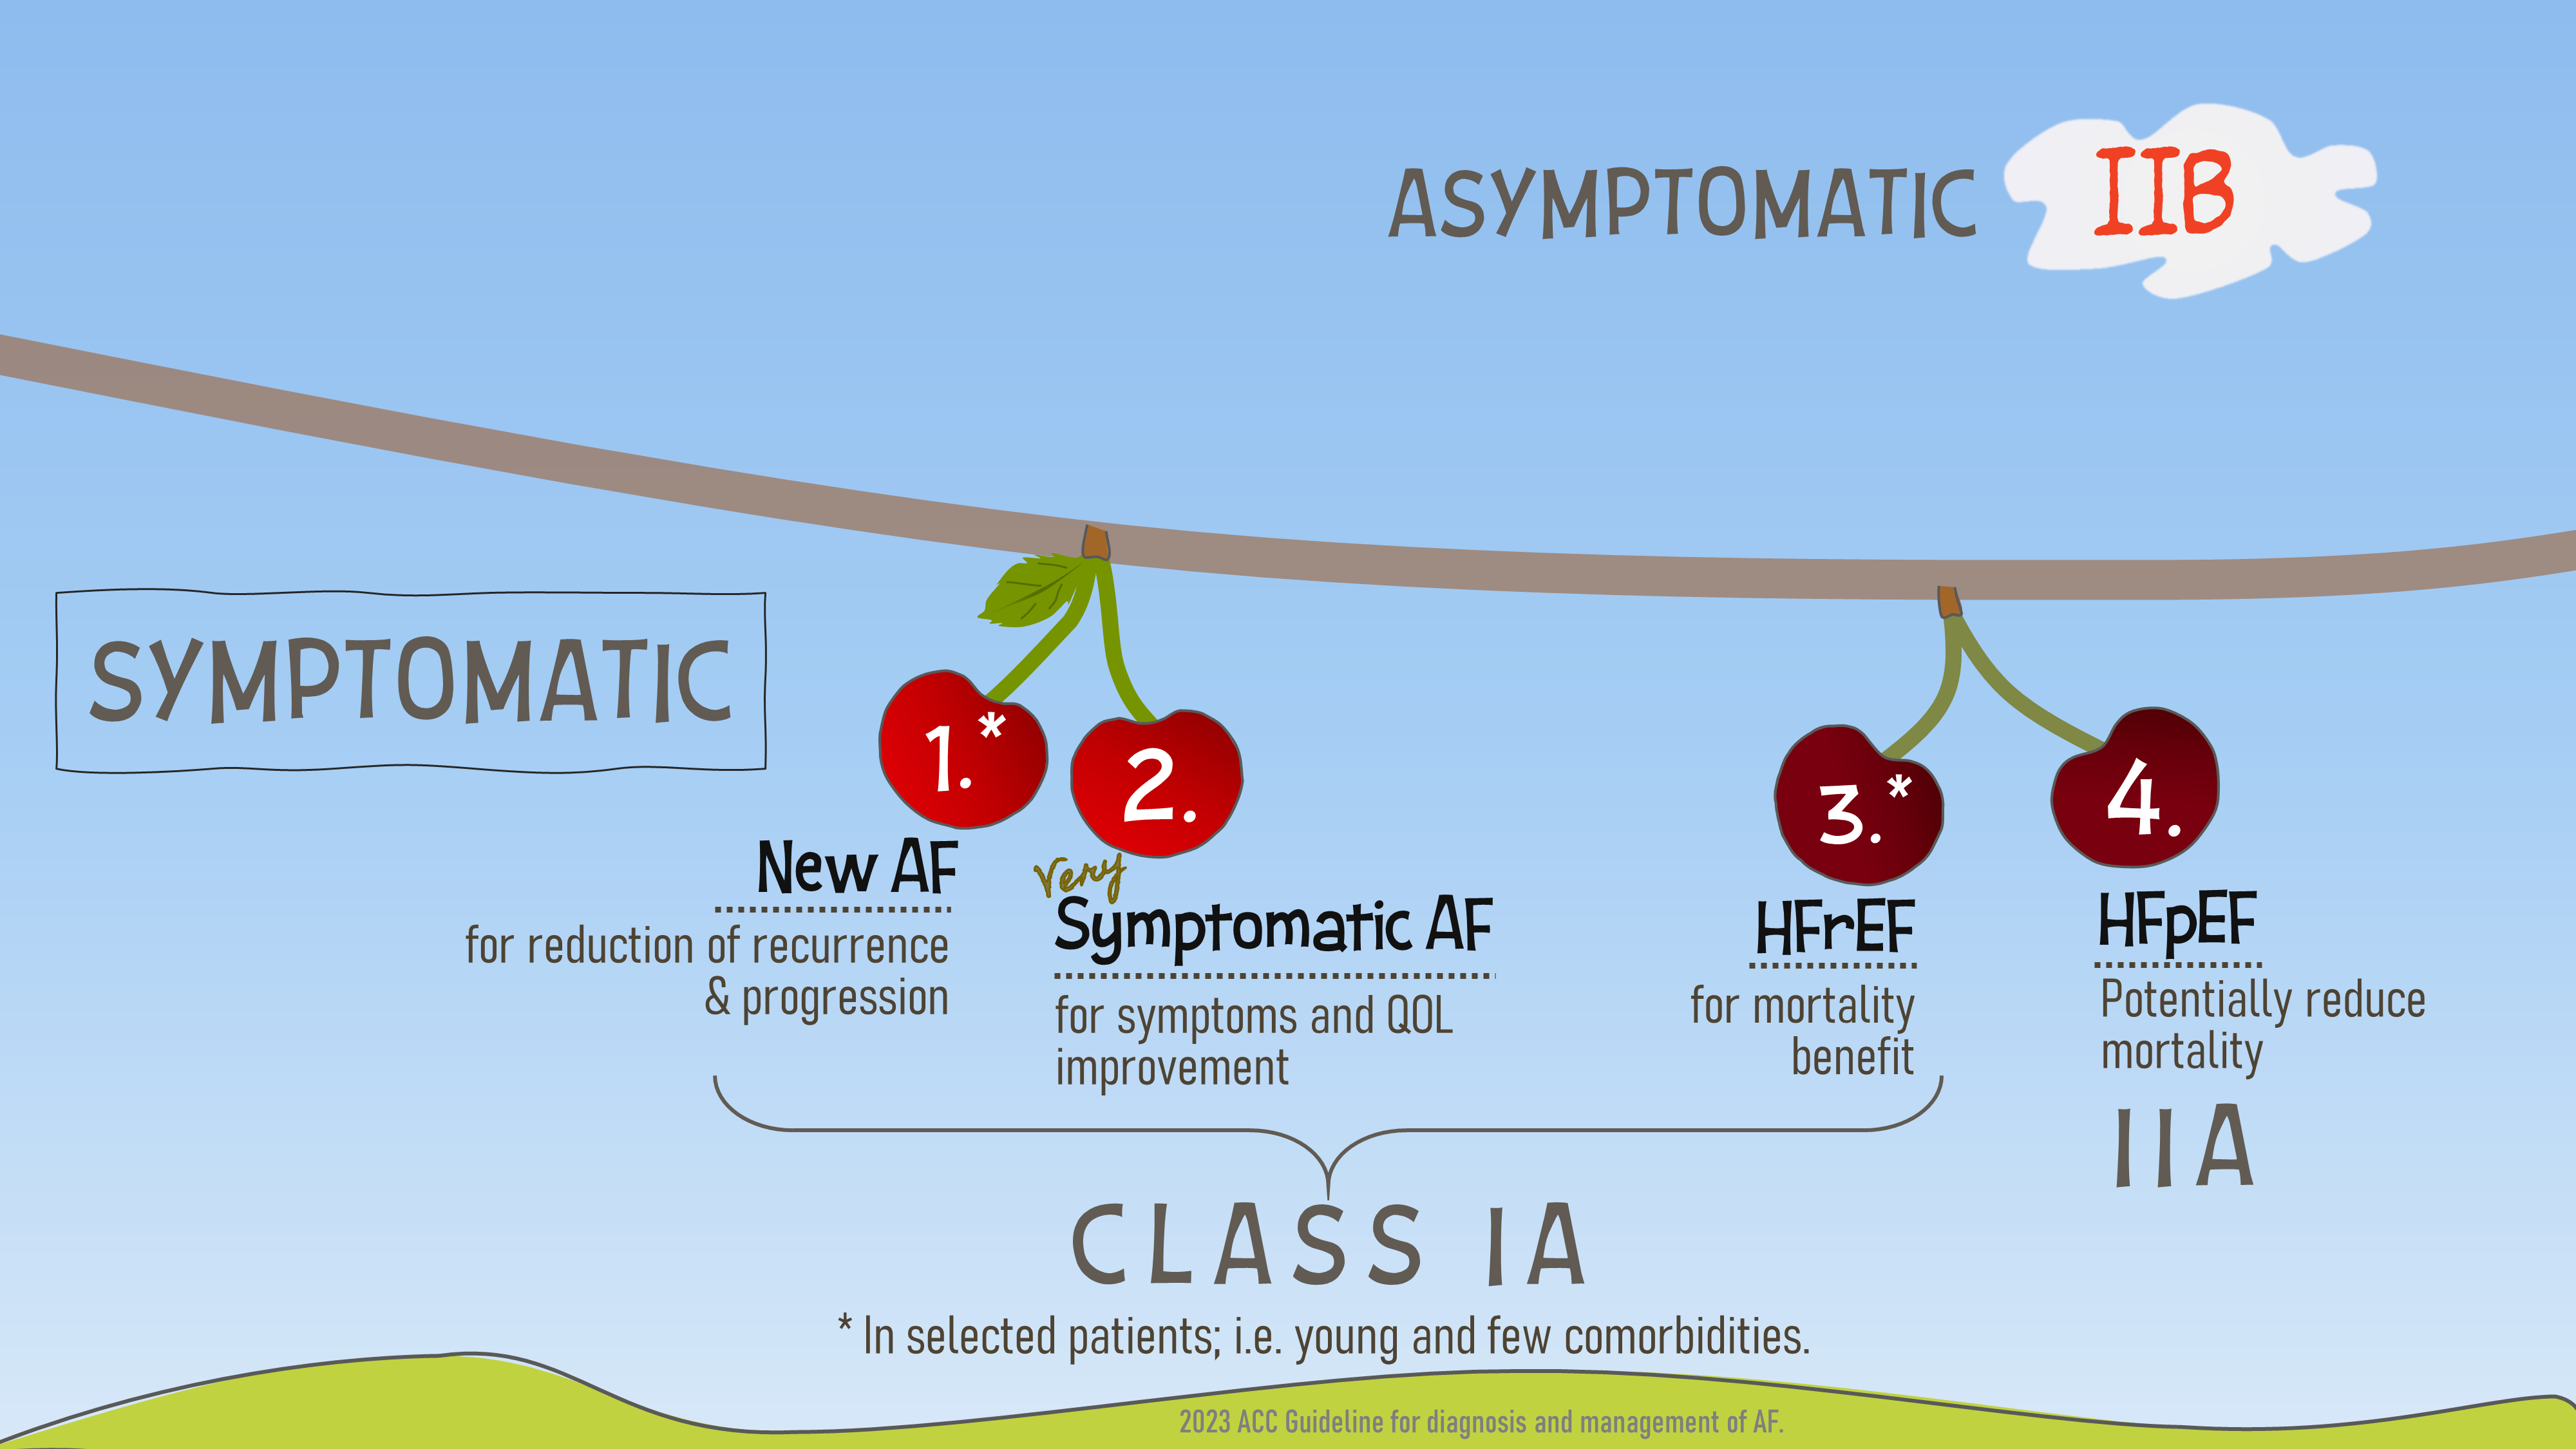 ASYMPTOMATIC IIB
SYMPTOMATIC
1.*
2.
3.*
4.
New AF
for reduction of recurrence
& progression
very
Symptomatic AF
for symptoms and QOL
improvement
HFrEF
for mortality
benefit
HFpEF
Potentially reduce
mortality
IIA
CLASS IA
* In selected patients; i.e. young and few comorbidities.
2023 ACC Guideline for diagnosis and management of AF.